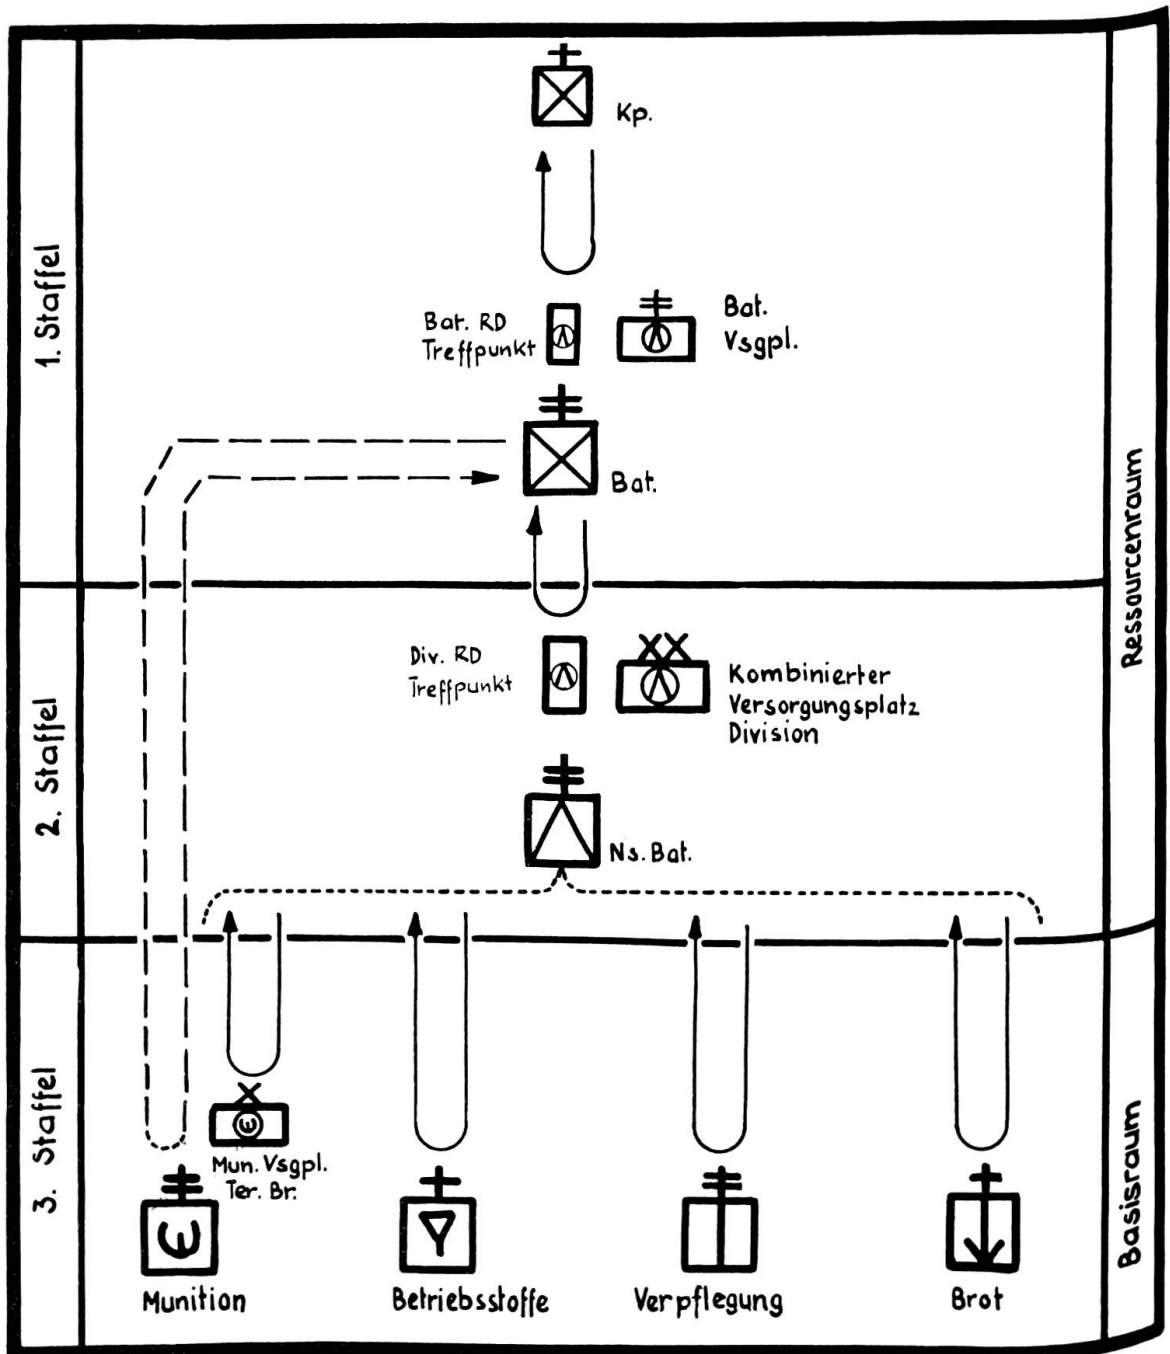 1. Staffel
Kp.
Bat. RD
Treffpunkt
Bat.
Vsgpl.
Bat.
Ressourcenraum
2. Staffel
Div. RD
Treffpunkt
XX
Kombinierter
Versorgungsplatz
Division
Ns. Bat.
3. Staffel
X
Mun. Vsgpl.
Ter. Br.
Munition
Betriebsstoffe
Verpflegung
Brot
Basisraum